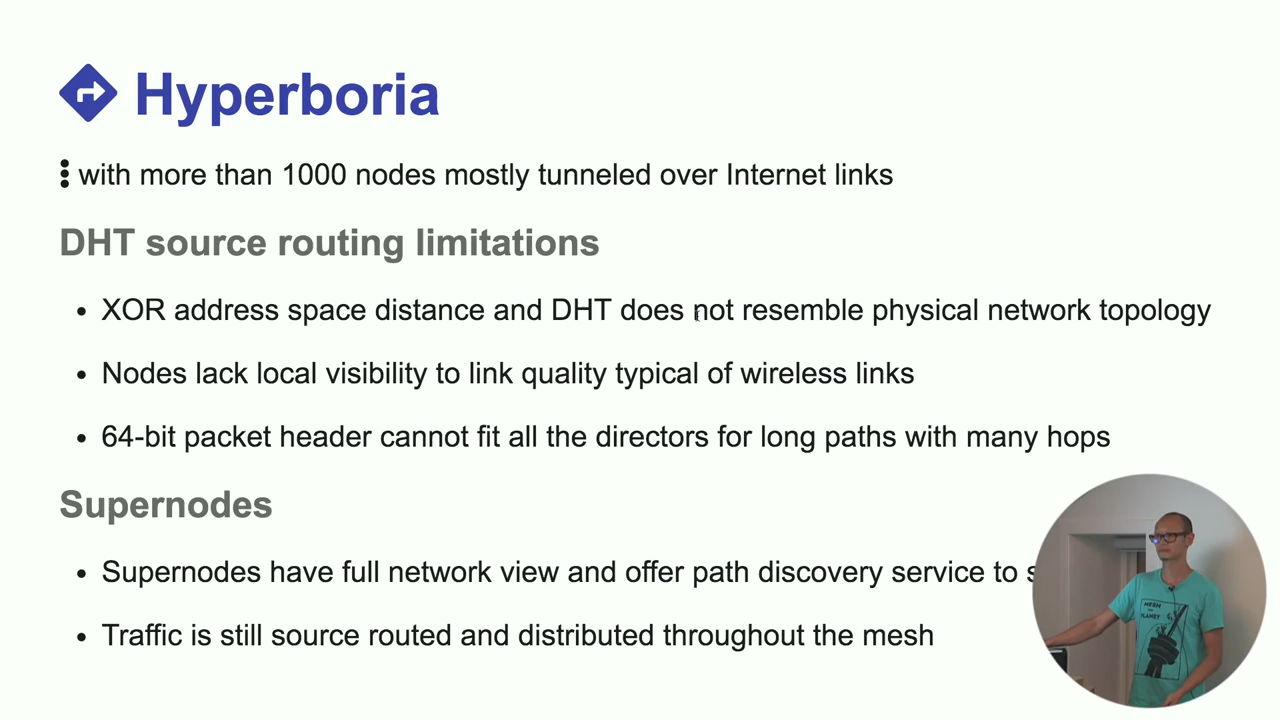 Hyperboria
with more than 1000 nodes mostly tunneled over Internet links
DHT source routing limitations
XOR address space distance and DHT does not resemble physical network topology
Nodes lack local visibility to link quality typical of wireless links
64-bit packet header cannot fit all the directors for long paths with many hops
Supernodes
Supernodes have full network view and offer path discovery service to
Traffic is still source routed and distributed throughout the mesh
MESH
PLANET